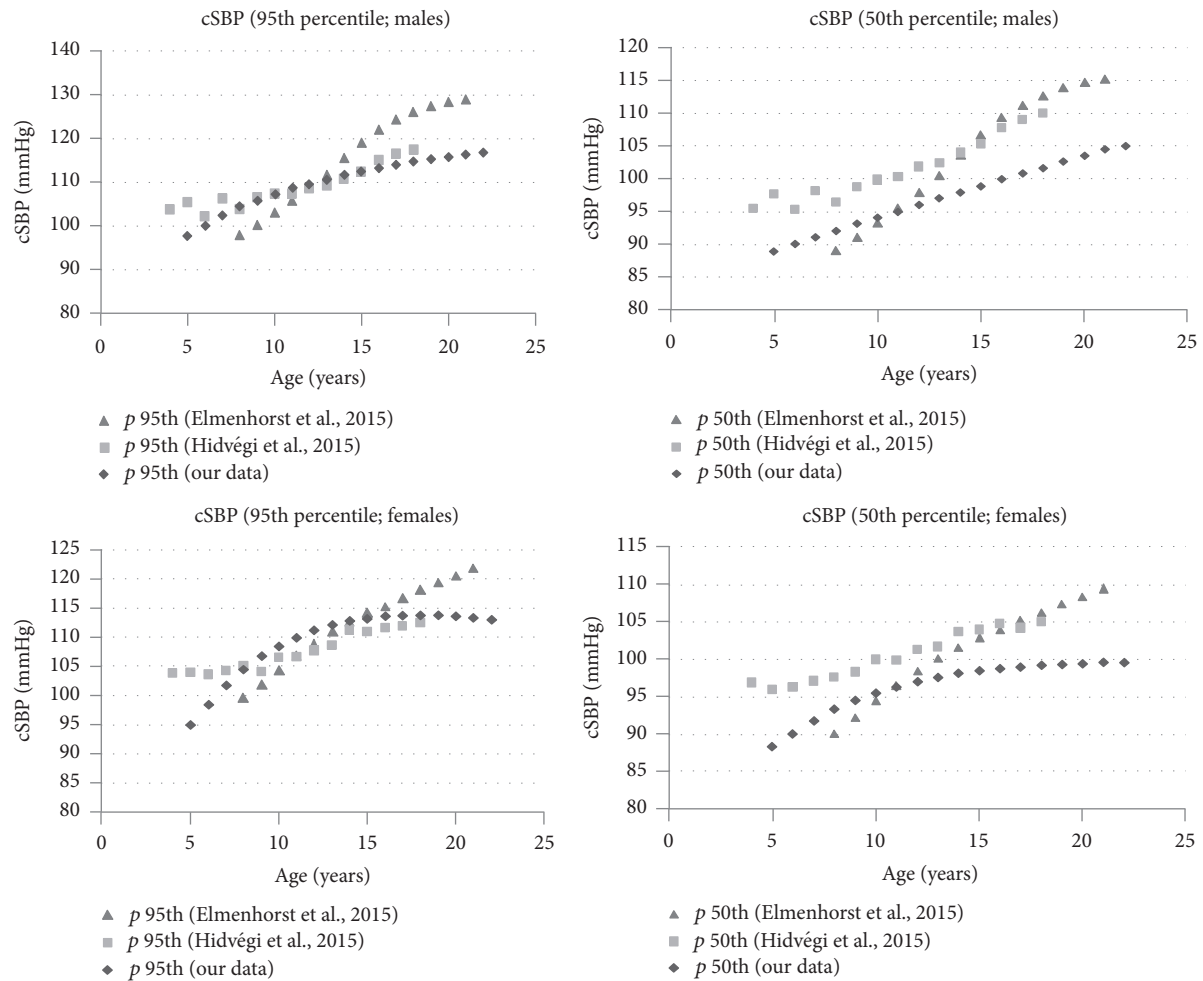 cSBP (95th percentile; males)
140
130
120
110
100
90
80
cSBP (mmHg)
0 5 10 15 20 25
Age (years)
p 95th (Elmenhorst et al., 2015)
p 95th (Hidvégi et al., 2015)
p 95th (our data)
cSBP (50th percentile; males)
120
115
110
105
100
95
90
85
80
cSBP (mmHg)
0 5 10 15 20 25
Age (years)
p 50th (Elmenhorst et al., 2015)
p 50th (Hidvégi et al., 2015)
p 50th (our data)
cSBP (95th percentile; females)
125
120
115
110
105
100
95
90
85
80
cSBP (mmHg)
0 5 10 15 20 25
Age (years)
p 95th (Elmenhorst et al., 2015)
p 95th (Hidvégi et al., 2015)
p 95th (our data)
cSBP (50th percentile; females)
115
110
105
100
95
90
85
80
cSBP (mmHg)
0 5 10 15 20 25
Age (years)
p 50th (Elmenhorst et al., 2015)
p 50th (Hidvégi et al., 2015)
p 50th (our data)